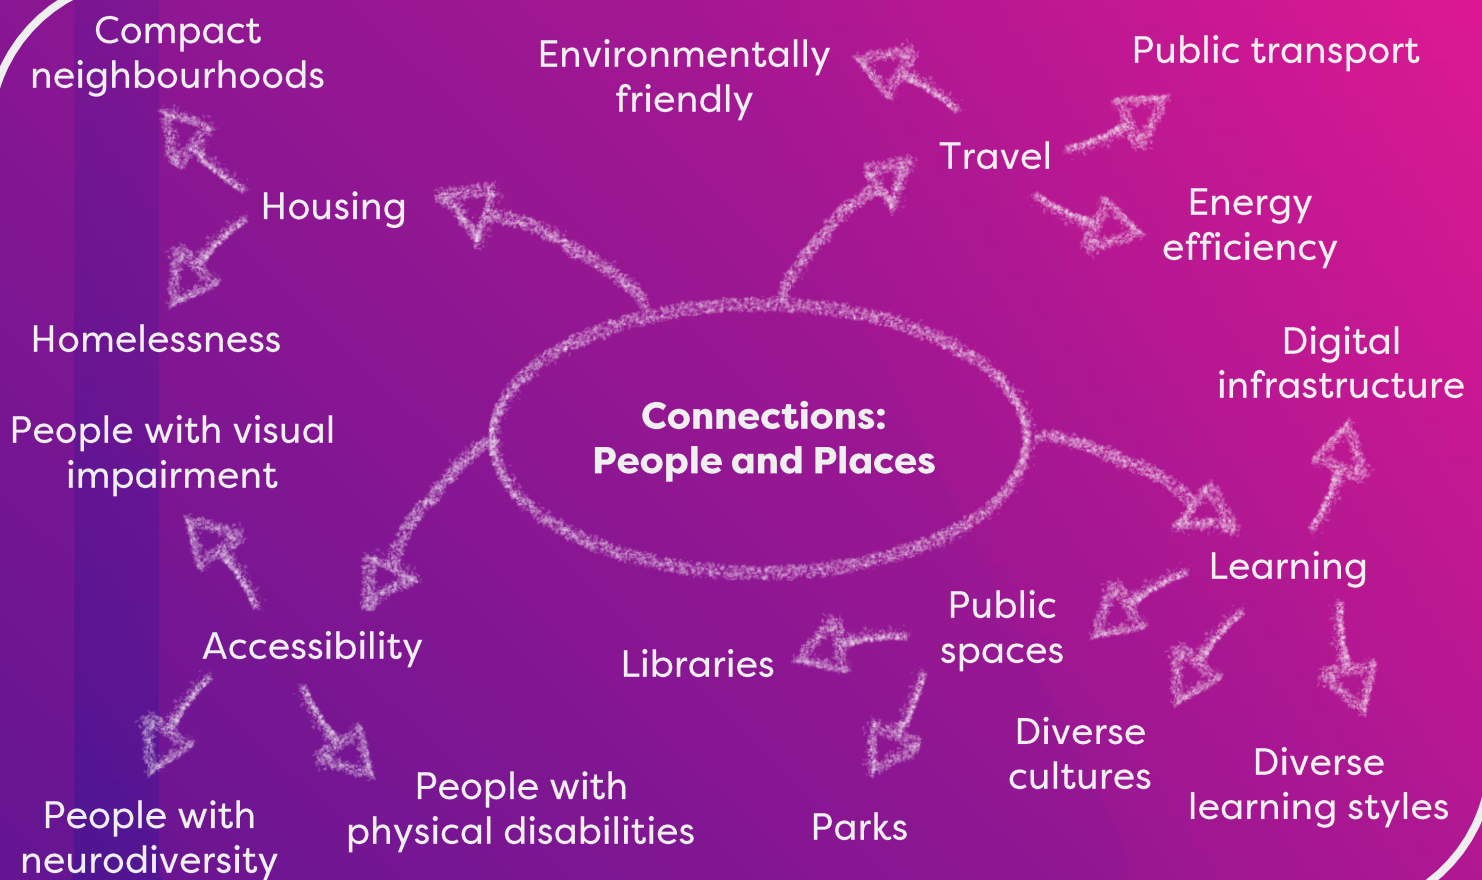 Compact
neighbourhoods
Environmentally
friendly
Public transport
Travel
Housing
Energy
efficiency
Homelessness
Digital
infrastructure
People with visual
impairment
Connections:
People and Places
Learning
Public
spaces
Libraries
Accessibility
Diverse
cultures
Diverse
learning styles
People with
physical disabilities
Parks
People with
neurodiversity